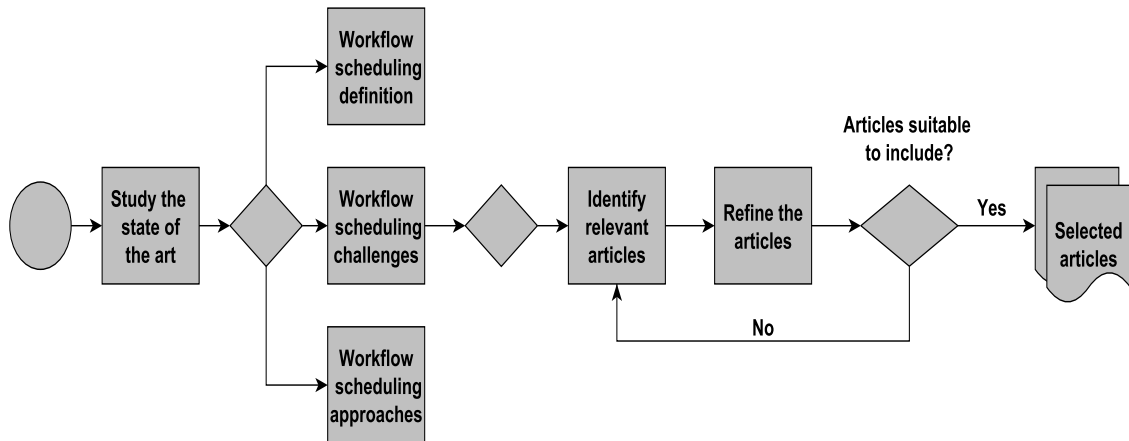 Workflow
scheduling
definition
Articles suitable
to include?
Study the
state of
the art
Workflow
scheduling
challenges
Identify
relevant
articles
Refine the
articles
Yes
Selected
articles
No
Workflow
scheduling
approaches